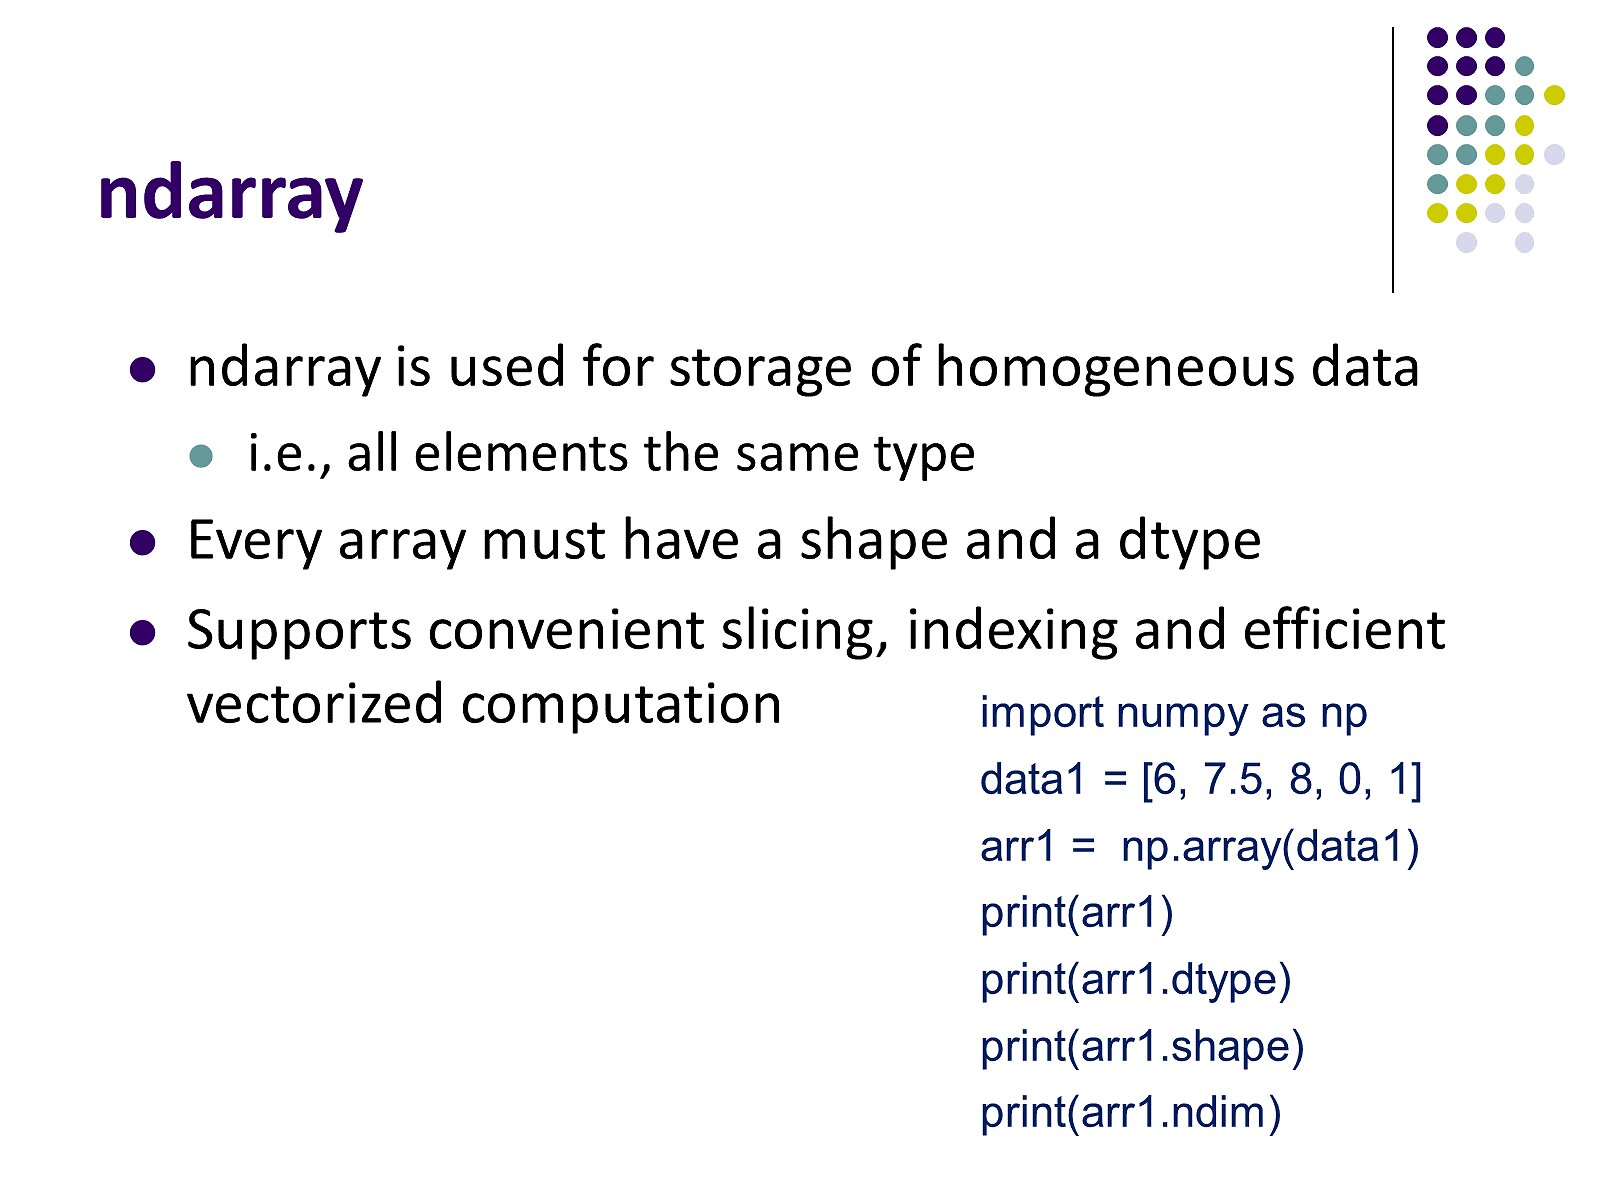 ndarray
ndarray is used for storage of homogeneous data
i.e., all elements the same type
Every array must have a shape and a dtype
Supports convenient slicing, indexing and efficient
vectorized computation
import numpy as np
data1 = [6, 7.5, 8, 0, 1]
arr1 =  np.array(data1)
print(arr1)
print(arr1.dtype)
print(arr1.shape)
print(arr1.ndim)